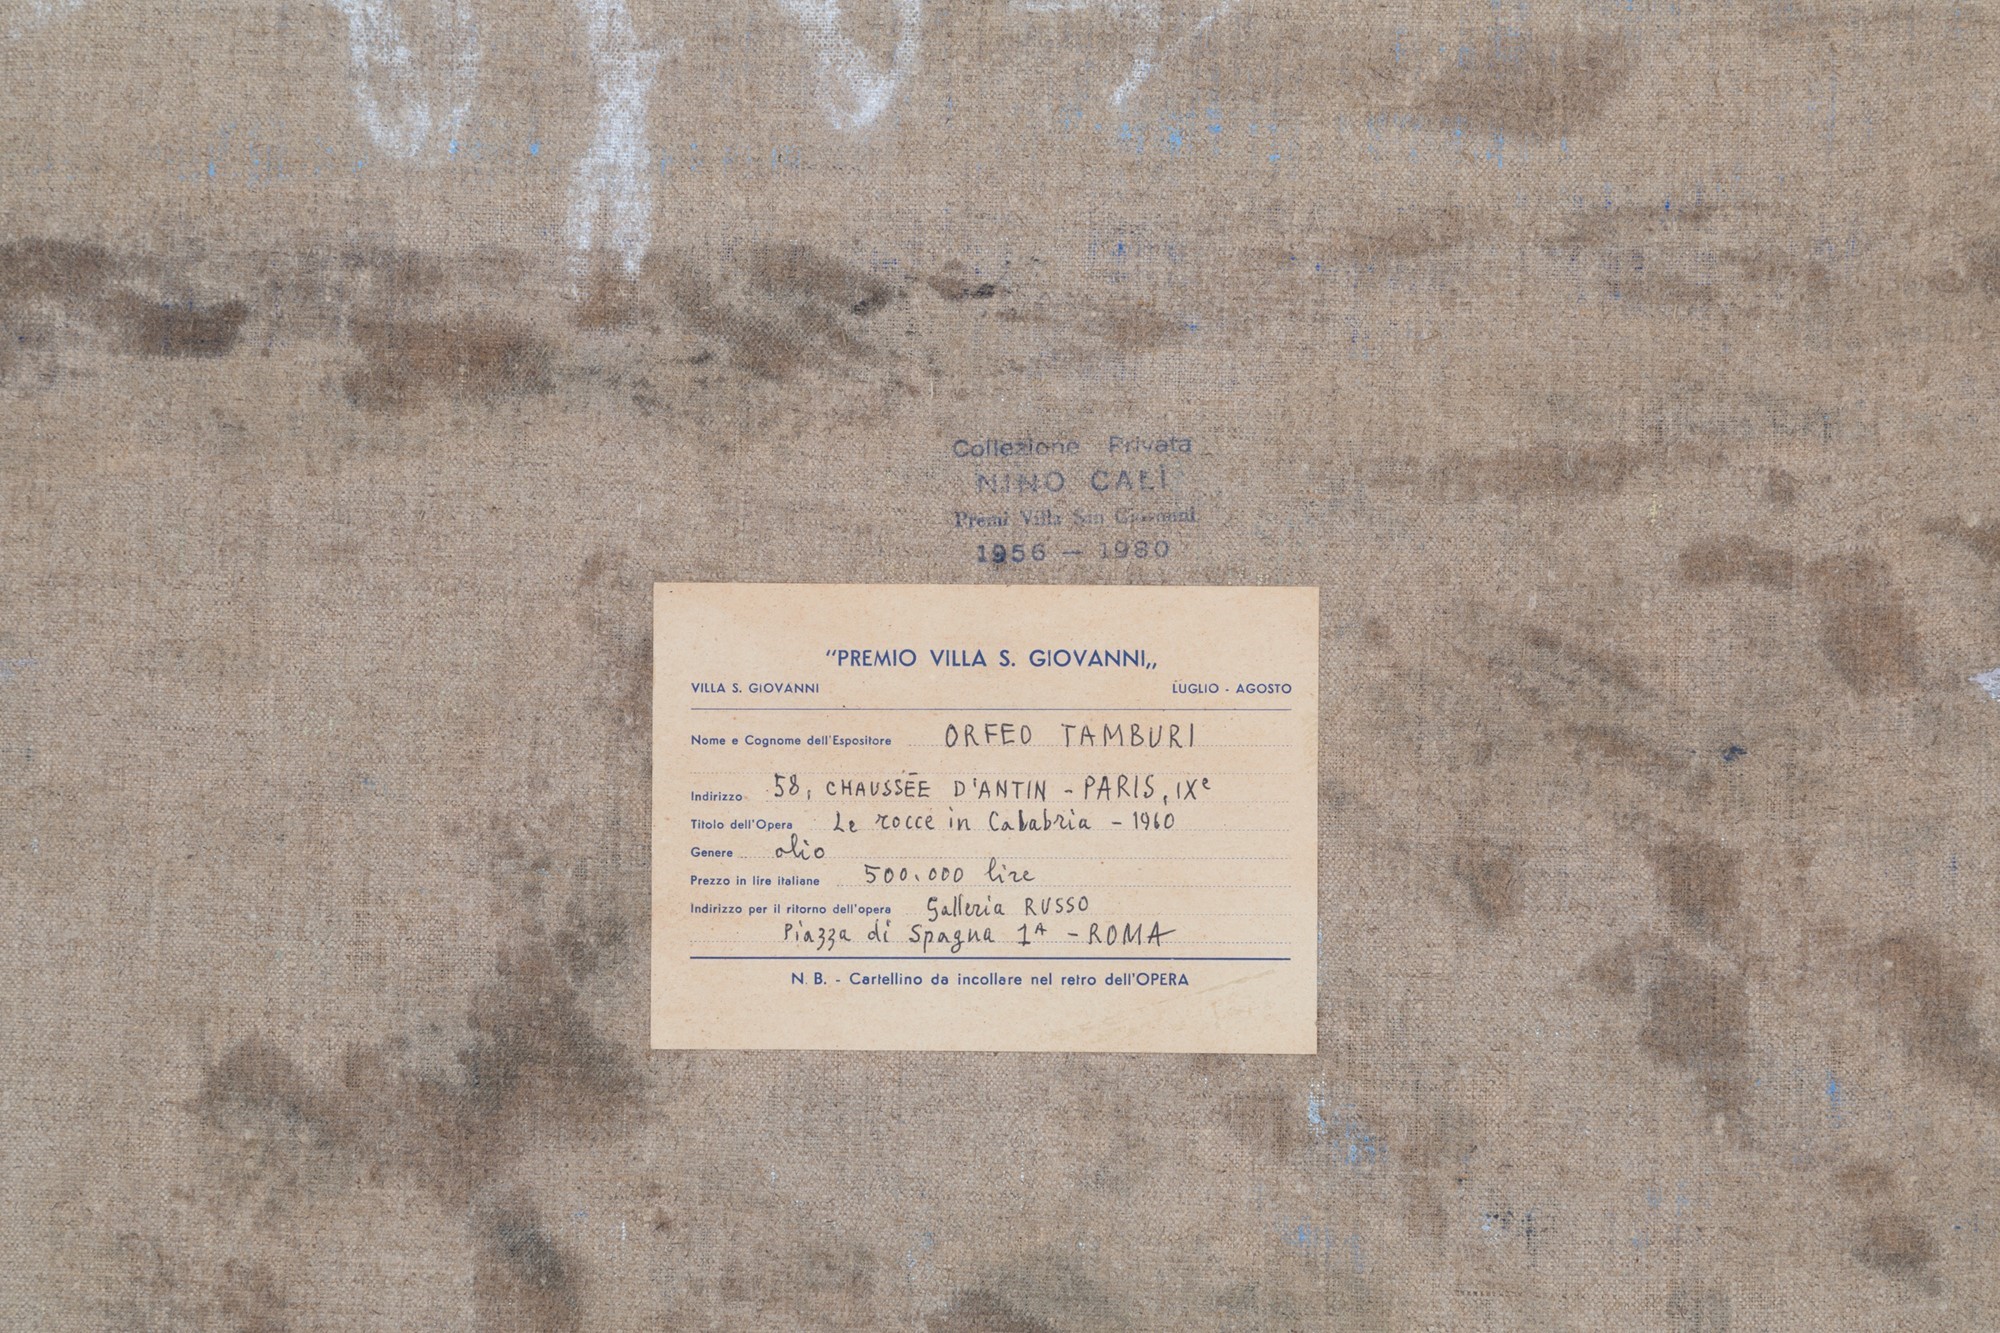 Collezione Privata
NINO CALÌ
Premi Villa San Giovanni
1956 – 1980
"PREMIO VILLA S. GIOVANNI„
VILLA S. GIOVANNI LUGLIO - AGOSTO
Nome e Cognome dell'Espositore ORFEO TAMBURI
Indirizzo 58, CHAUSSÉE D'ANTIN - PARIS, IXe
Titolo dell'Opera Le rocce in Calabria - 1960
Genere olio
Prezzo in lire italiane 500.000 lire
Indirizzo per il ritorno dell'opera Galleria RUSSO
Piazza di Spagna 1A - ROMA
N. B. - Cartellino da incollare nel retro dell'OPERA